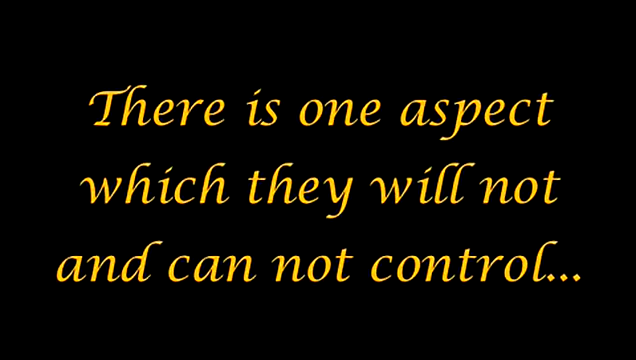 There is one aspect
which they will not
and can not control...